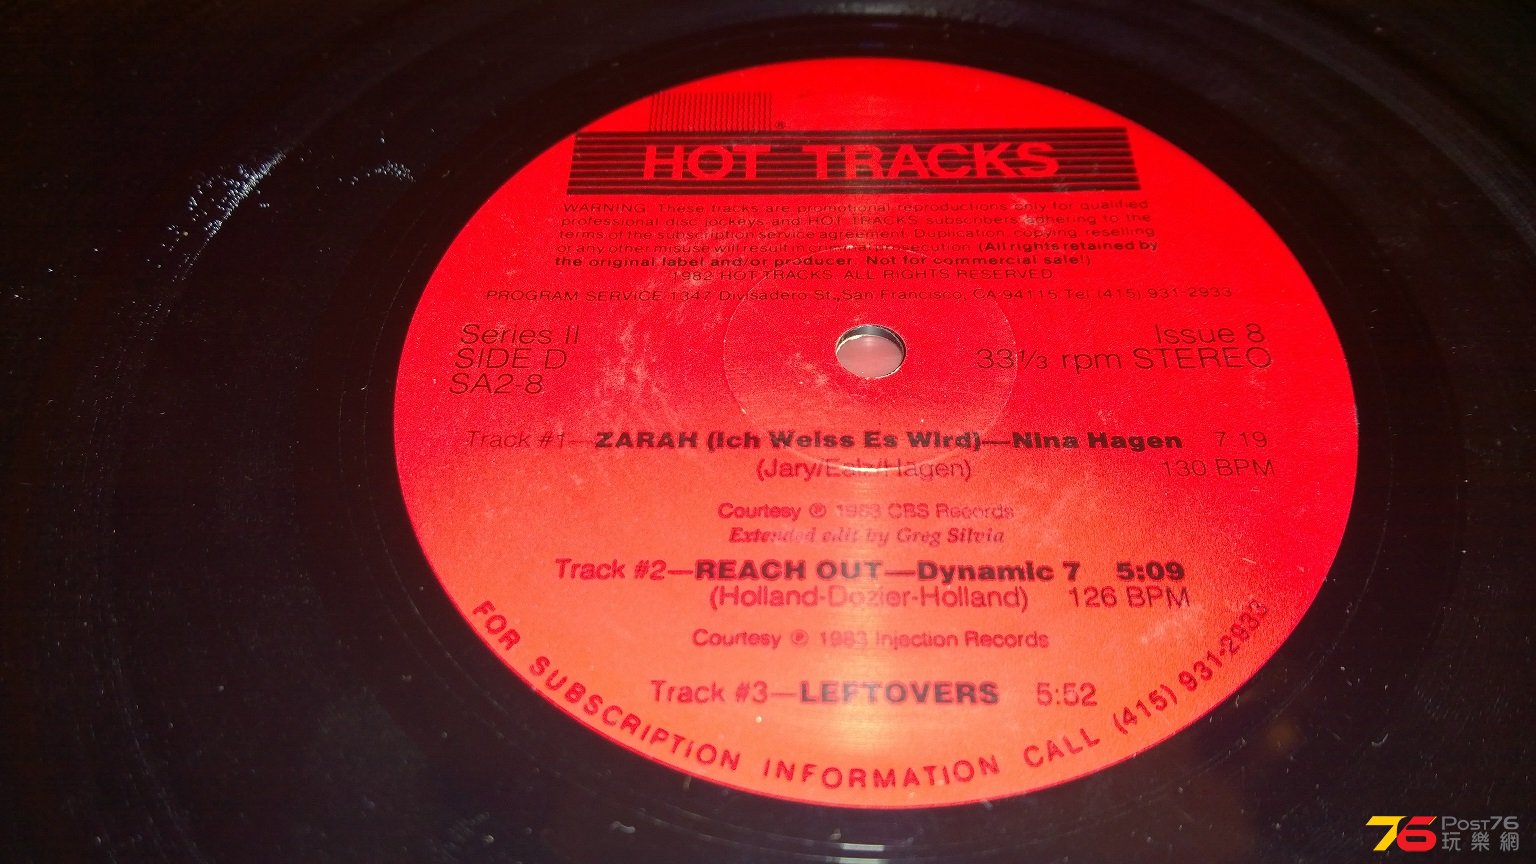 HOT TRACKS
WARNING. These tracks are promotional reproductions only for qualified
professional disc jockeys and HOT TRACKS subscribers adhering to the
terms of the subscription service agreement. Duplication, copying, reselling
or any other misuse will result in criminal prosecution. (All rights retained by
the original label and/or producer. Not for commercial sale!)
1982 HOT TRACKS. ALL RIGHTS RESERVED
PROGRAM SERVICE 1347 Divisadero St., San Francisco, CA 94115 Tel (415) 931-2933
Series II
SIDE D
SA2-8
Issue 8
33⅓ rpm STEREO
Track #1—ZARAH (Ich Weiss Es Wird)—Nina Hagen 7:19
(Jary/ /Hagen) 130 BPM
Courtesy ℗ 1983 CBS Records
Extended edit by Greg Silvia
Track #2—REACH OUT—Dynamic 7 5:09
(Holland-Dozier-Holland) 126 BPM
Courtesy ℗ 1983 Injection Records
Track #3—LEFTOVERS 5:52
FOR SUBSCRIPTION INFORMATION CALL (415) 931-2933
76 POST76
玩樂網